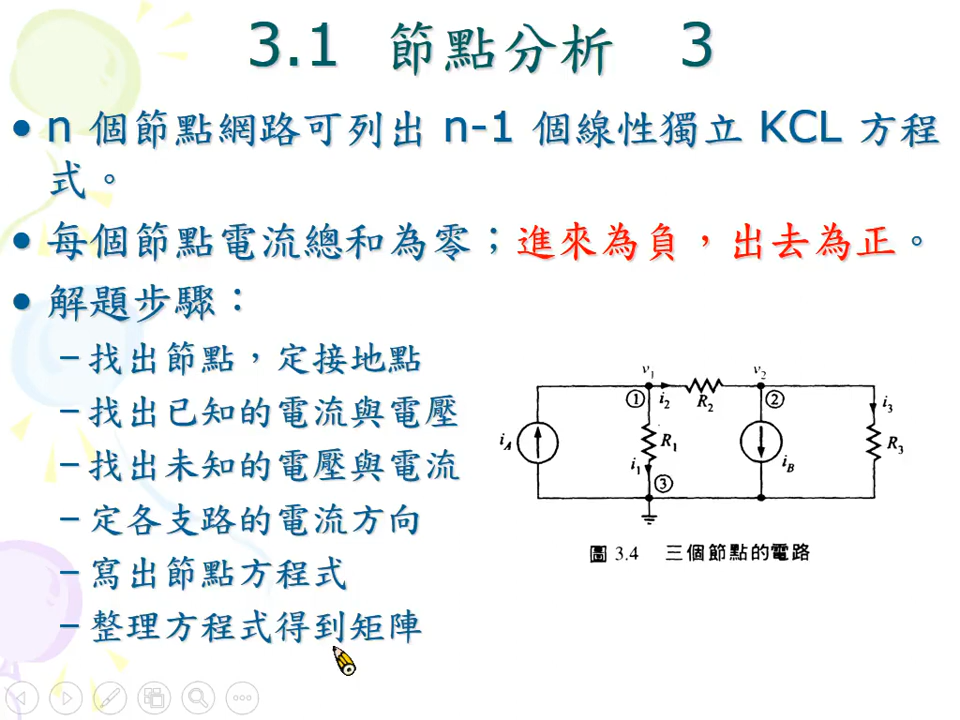 3.1 節點分析 3
• n 個節點網路可列出 n-1 個線性獨立 KCL 方程
式。
• 每個節點電流總和為零；進來為負，出去為正。
• 解題步驟：
–找出節點，定接地點
–找出已知的電流與電壓
–找出未知的電壓與電流
–定各支路的電流方向
–寫出節點方程式
–整理方程式得到矩陣
v1 v2
① i2 R2 ② i3
iA R1 R3
i1 iB
③
圖 3.4 三個節點的電路